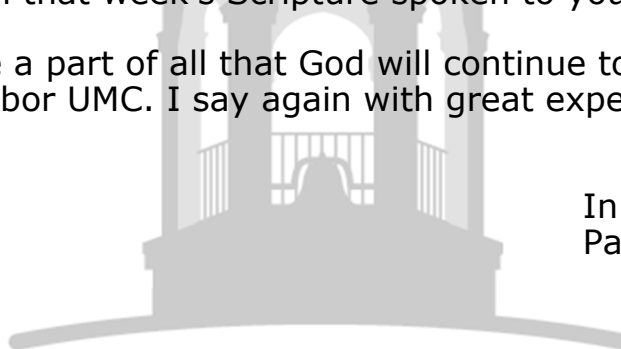 that week's Scripture spoken to you
a part of all that God will continue to
bor UMC. I say again with great expe
In
Pa